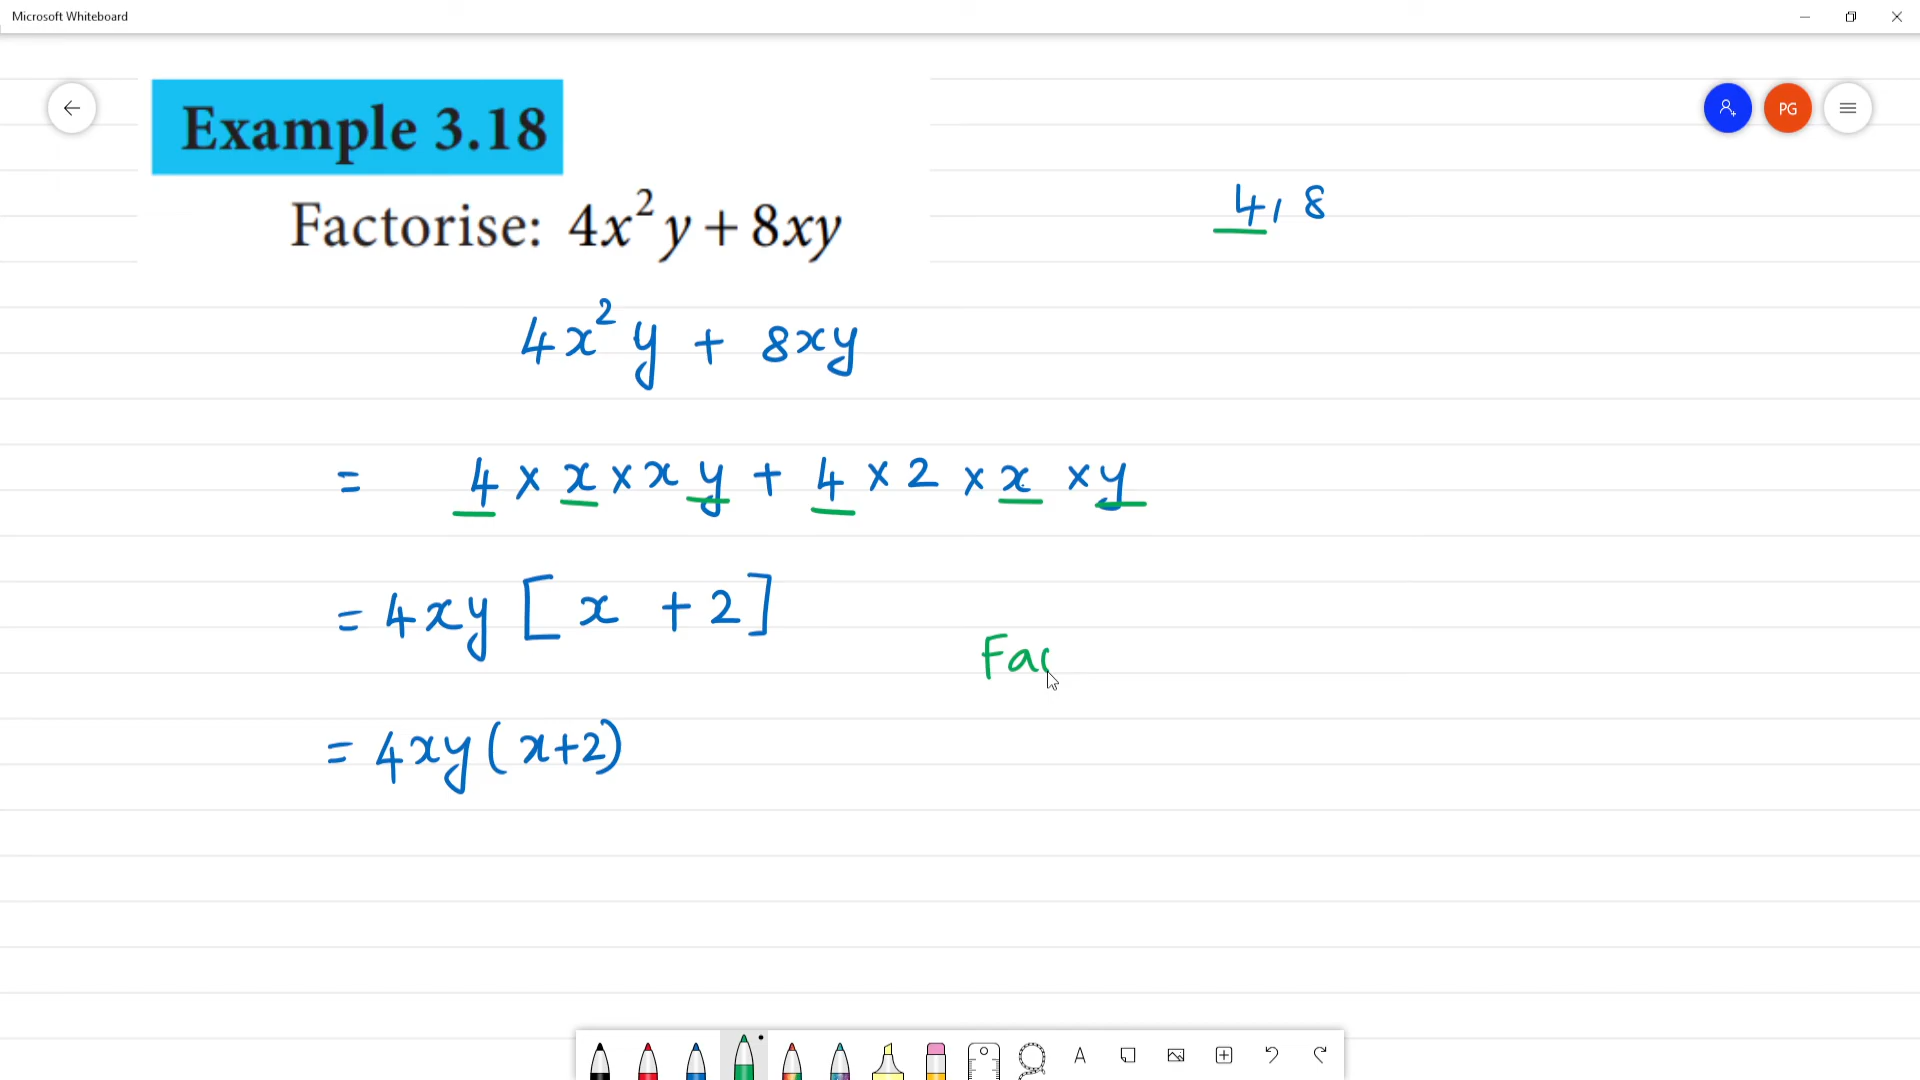 Microsoft Whiteboard
Example 3.18
PG
4, 8
Factorise: 4x²y + 8xy
4x²y + 8xy
= 4 × x × x y + 4 × 2 × x × y
= 4xy [ x + 2 ]
Fac
= 4xy ( x+2)
A